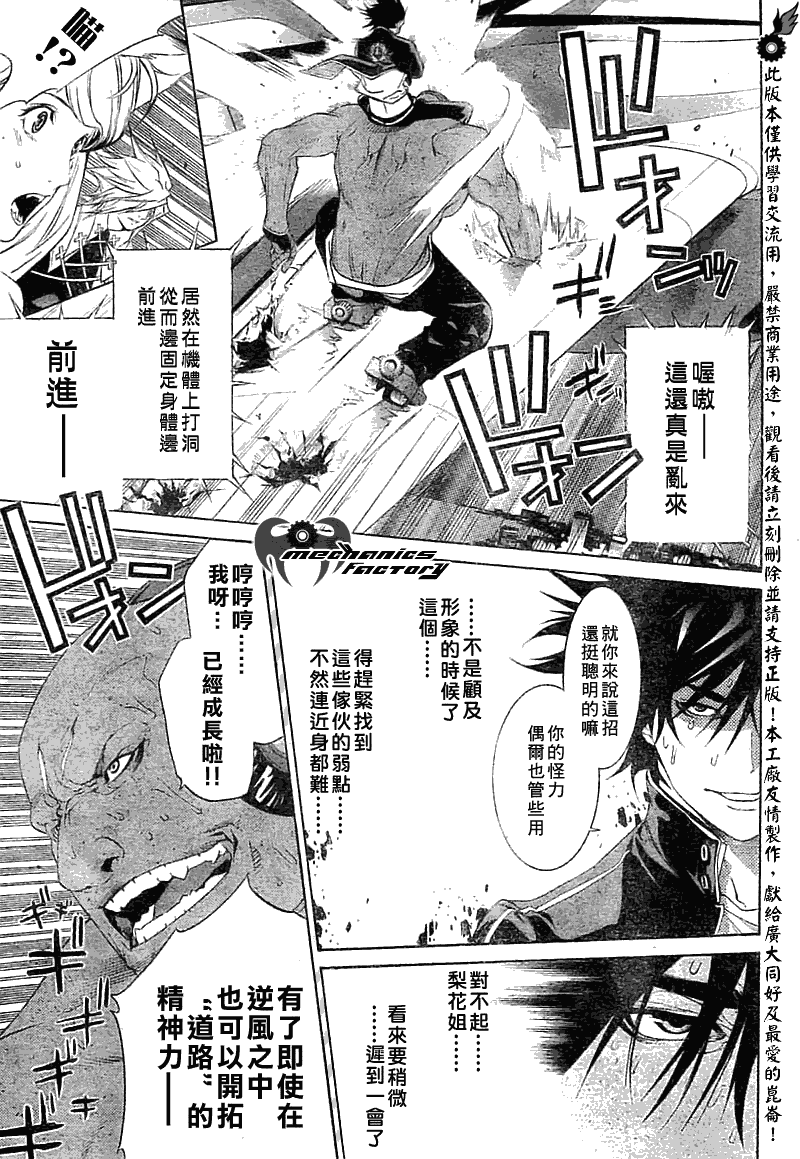 此版本僅供學習交流用，嚴禁商業用途，觀看後請立刻刪除並請支持正版！本工廠友情製作，獻給廣大同好及最愛的崑崙！
ドォンッ
喔嗷——
這還真是亂來
喵!?
居然在機體上打洞
從而邊固定身體邊
前進
前進——
ドォンッ
ドォンッ
mechanics
factory
就你來說這招
還挺聰明的嘛
你的怪力
偶爾也管些用
……不是顧及
形象的時候了
這個……
得趕緊找到
這些傢伙的弱點……
不然連近身都難……
哼哼哼……
我呀…
已經成長啦!!
對不起……
梨花姐……
看來要稍微
……遲到一會了
有了即使在
逆風之中
也可以開拓
“道路”的
精神力——